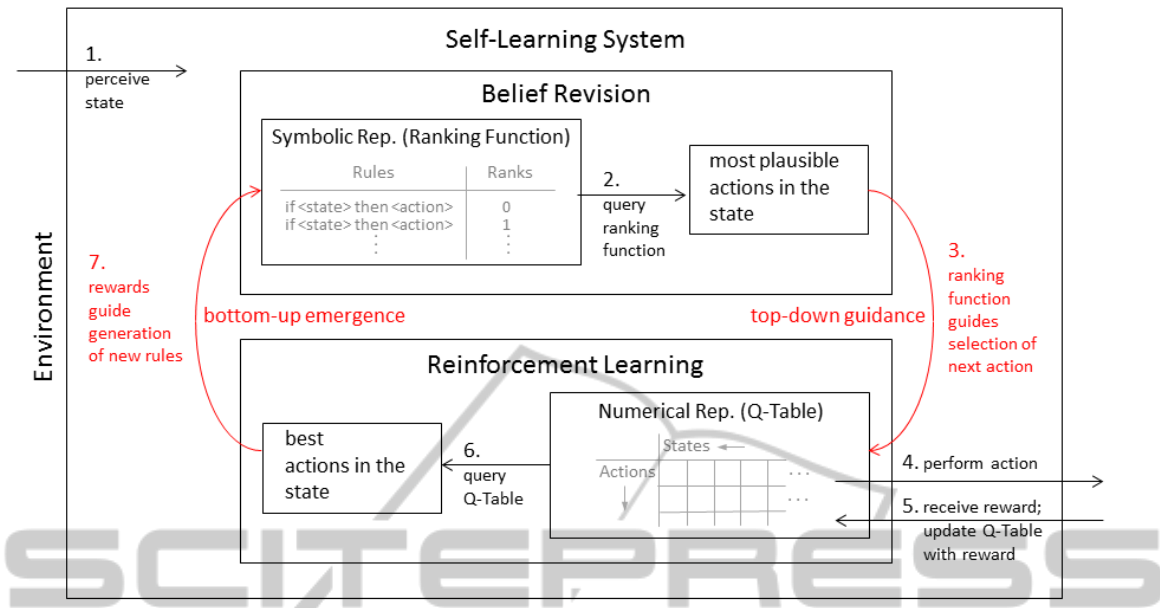 Self-Learning System
1.
perceive
state
Environment
Belief Revision
Symbolic Rep. (Ranking Function)
Rules Ranks
if <state> then <action> 0
if <state> then <action> 1
2.
query
ranking
function
most plausible
actions in the
state
3.
ranking
function
guides
selection of
next action
top-down guidance
7.
rewards
guide
generation
of new rules
bottom-up emergence
Reinforcement Learning
Numerical Rep. (Q-Table)
States
Actions
best
actions in the
state
6.
query
Q-Table
4. perform action
5. receive reward;
update Q-Table
with reward
SCITEPRESS